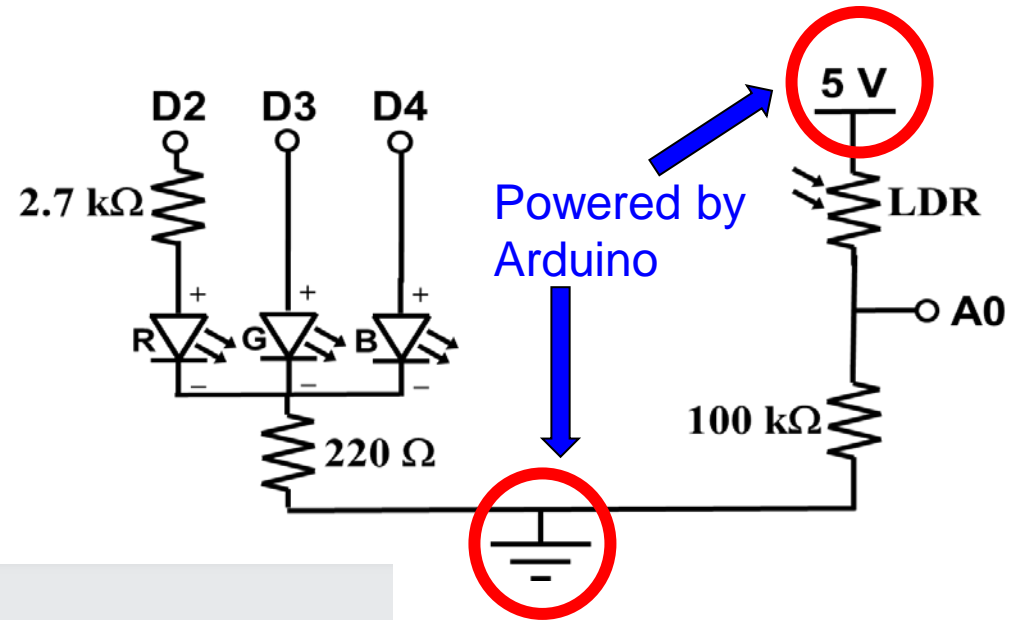 D2 D3 D4
5 V
2.7 kΩ
Powered by
Arduino
LDR
+ + +
R G B
A0
− − −
100 kΩ
220 Ω